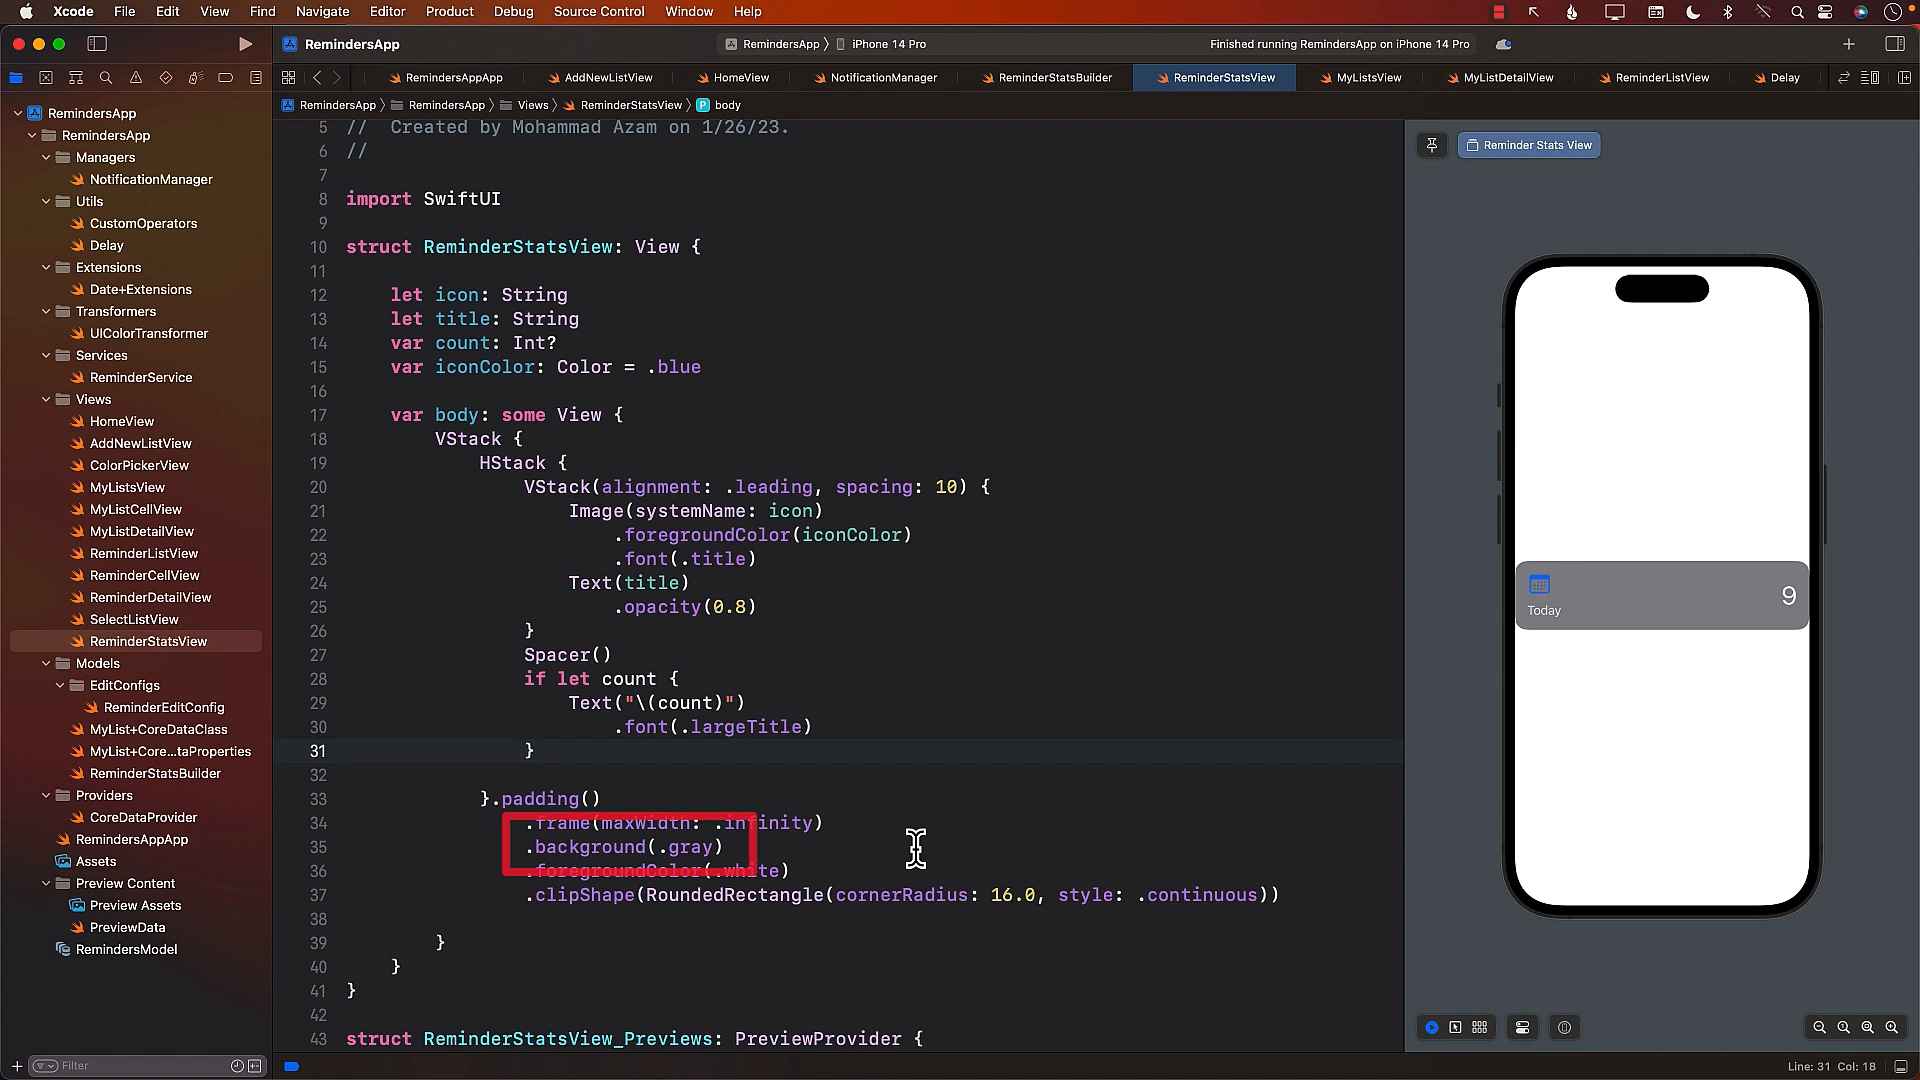 Xcode File Edit View Find Navigate Editor Product Debug Source Control Window Help
RemindersApp
RemindersApp iPhone 14 Pro
Finished running RemindersApp on iPhone 14 Pro
RemindersAppApp AddNewListView HomeView NotificationManager ReminderStatsBuilder ReminderStatsView MyListsView MyListDetailView ReminderListView Delay
RemindersApp RemindersApp Views ReminderStatsView body
RemindersApp
RemindersApp
Managers
NotificationManager
Utils
CustomOperators
Delay
Extensions
Date+Extensions
Transformers
UIColorTransformer
Services
ReminderService
Views
HomeView
AddNewListView
ColorPickerView
MyListsView
MyListCellView
MyListDetailView
ReminderListView
ReminderCellView
ReminderDetailView
SelectListView
ReminderStatsView
Models
EditConfigs
ReminderEditConfig
MyList+CoreDataClass
MyList+Core...taProperties
ReminderStatsBuilder
Providers
CoreDataProvider
RemindersAppApp
Assets
Preview Content
Preview Assets
PreviewData
RemindersModel
Filter
5 // Created by Mohammad Azam on 1/26/23.
6 //
7
8 import SwiftUI
9
10 struct ReminderStatsView: View {
11
12 let icon: String
13 let title: String
14 var count: Int?
15 var iconColor: Color = .blue
16
17 var body: some View {
18 VStack {
19 HStack {
20 VStack(alignment: .leading, spacing: 10) {
21 Image(systemName: icon)
22 .foregroundColor(iconColor)
23 .font(.title)
24 Text(title)
25 .opacity(0.8)
26 }
27 Spacer()
28 if let count {
29 Text("\(count)")
30 .font(.largeTitle)
31 }
32
33 }.padding()
34 .frame(maxWidth: .infinity)
35 .background(.gray)
36 .foregroundColor(.white)
37 .clipShape(RoundedRectangle(cornerRadius: 16.0, style: .continuous))
38
39 }
40 }
41 }
42
43 struct ReminderStatsView_Previews: PreviewProvider {
Reminder Stats View
Today
9
Line: 31 Col: 18